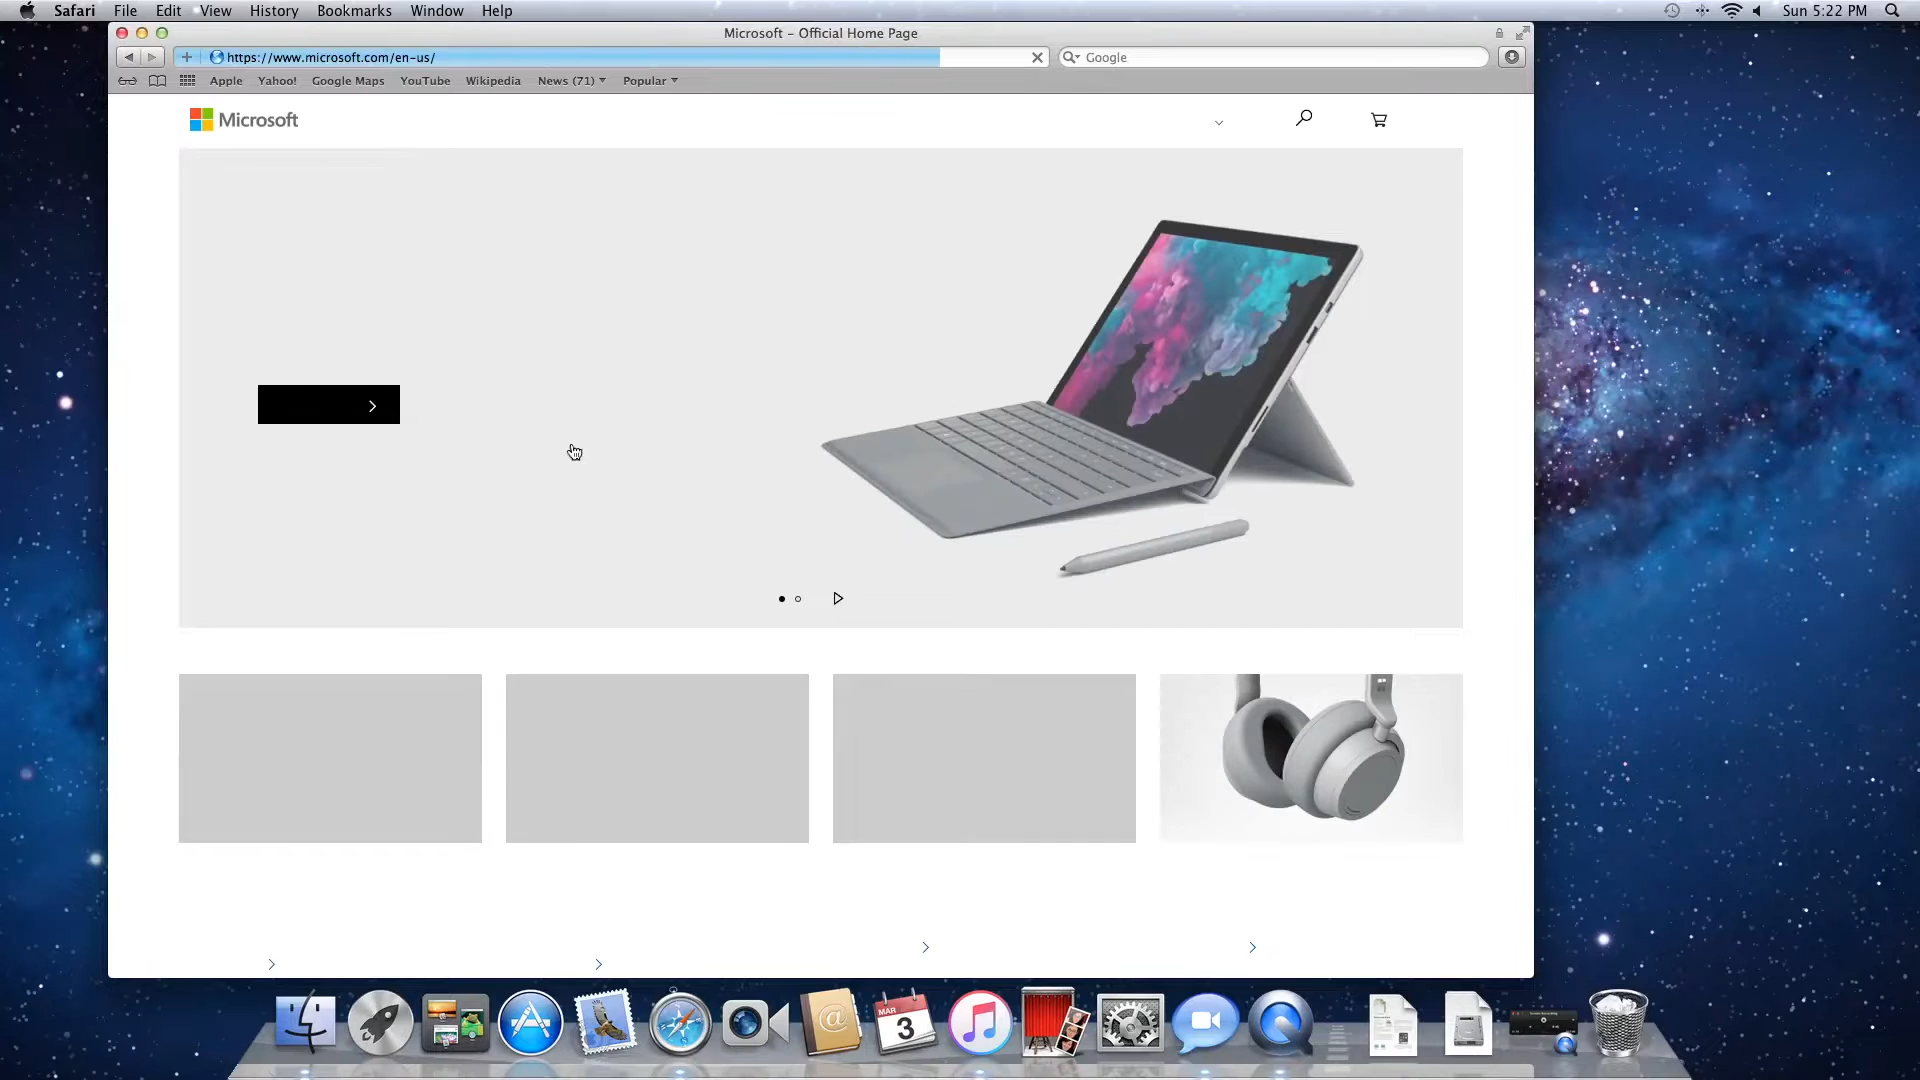 Safari File Edit View History Bookmarks Window Help Sun 5:22 PM
Microsoft – Official Home Page
https://www.microsoft.com/en-us/ Google
Apple Yahoo! Google Maps YouTube Wikipedia News (71) Popular
Microsoft
MAR
3